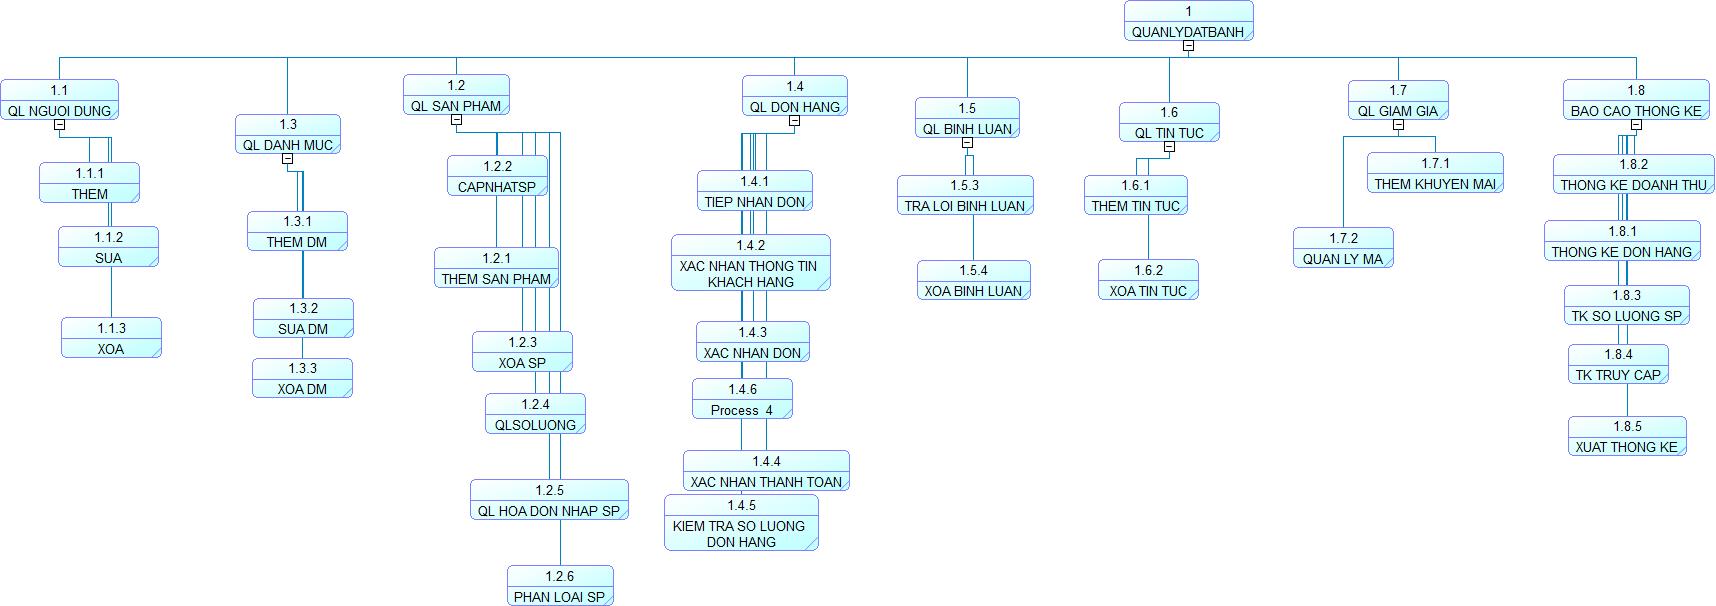 1
QUANLYDATBANH
1.1
QL NGUOI DUNG
1.1.1
THEM
1.1.2
SUA
1.1.3
XOA
1.3
QL DANH MUC
1.3.1
THEM DM
1.3.2
SUA DM
1.3.3
XOA DM
1.2
QL SAN PHAM
1.2.2
CAPNHATSP
1.2.1
THEM SAN PHAM
1.2.3
XOA SP
1.2.4
QLSOLUONG
1.2.5
QL HOA DON NHAP SP
1.2.6
PHAN LOAI SP
1.4
QL DON HANG
1.4.1
TIEP NHAN DON
1.4.2
XAC NHAN THONG TIN
KHACH HANG
1.4.3
XAC NHAN DON
1.4.6
Process 4
1.4.4
XAC NHAN THANH TOAN
1.4.5
KIEM TRA SO LUONG
DON HANG
1.5
QL BINH LUAN
1.5.3
TRA LOI BINH LUAN
1.5.4
XOA BINH LUAN
1.6
QL TIN TUC
1.6.1
THEM TIN TUC
1.6.2
XOA TIN TUC
1.7
QL GIAM GIA
1.7.1
THEM KHUYEN MAI
1.7.2
QUAN LY MA
1.8
BAO CAO THONG KE
1.8.2
THONG KE DOANH THU
1.8.1
THONG KE DON HANG
1.8.3
TK SO LUONG SP
1.8.4
TK TRUY CAP
1.8.5
XUAT THONG KE